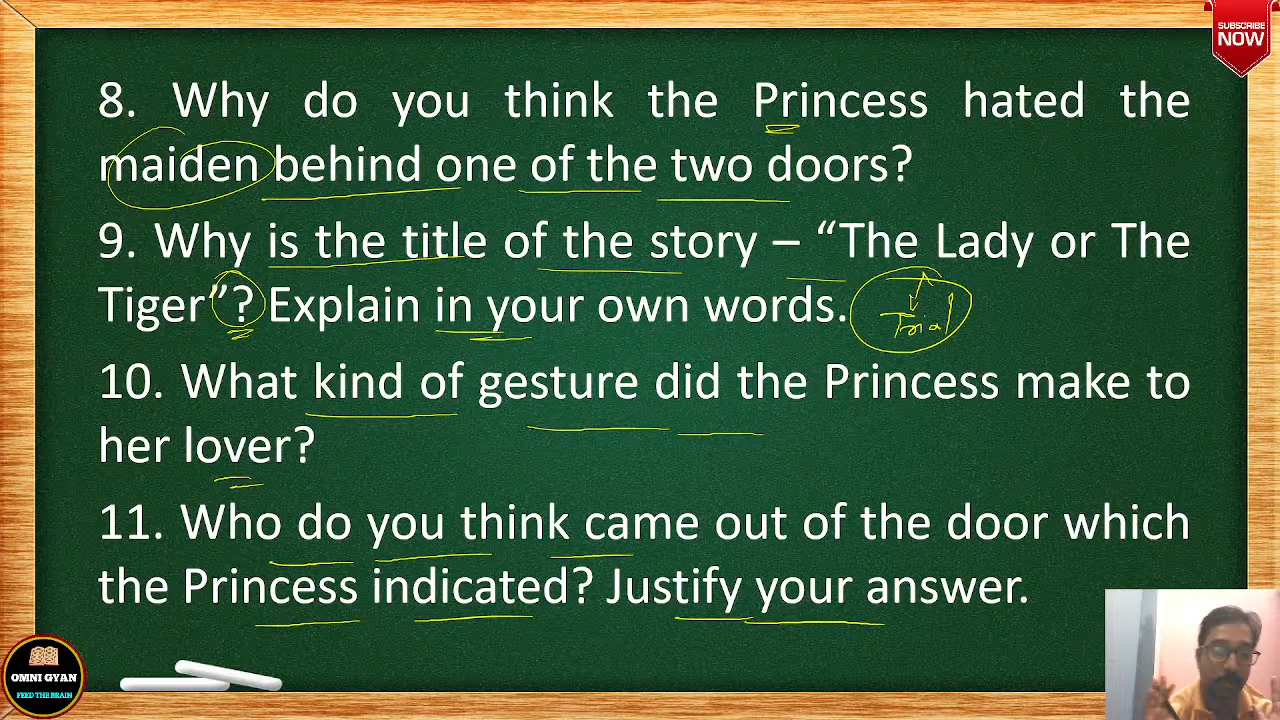 SUBSCRIBE
NOW
8. Why do you think the Princess hated the
maiden behind one of the two doors?
9. Why is the title of the story – “The Lady or The
Tiger”? Explain in your own words.
Trial
10. What kind of gesture did the Princess make to
her lover?
11. Who do you think came out of the door which
the Princess indicated? Justify your answer.
OMNI GYAN
FEED THE BRAIN